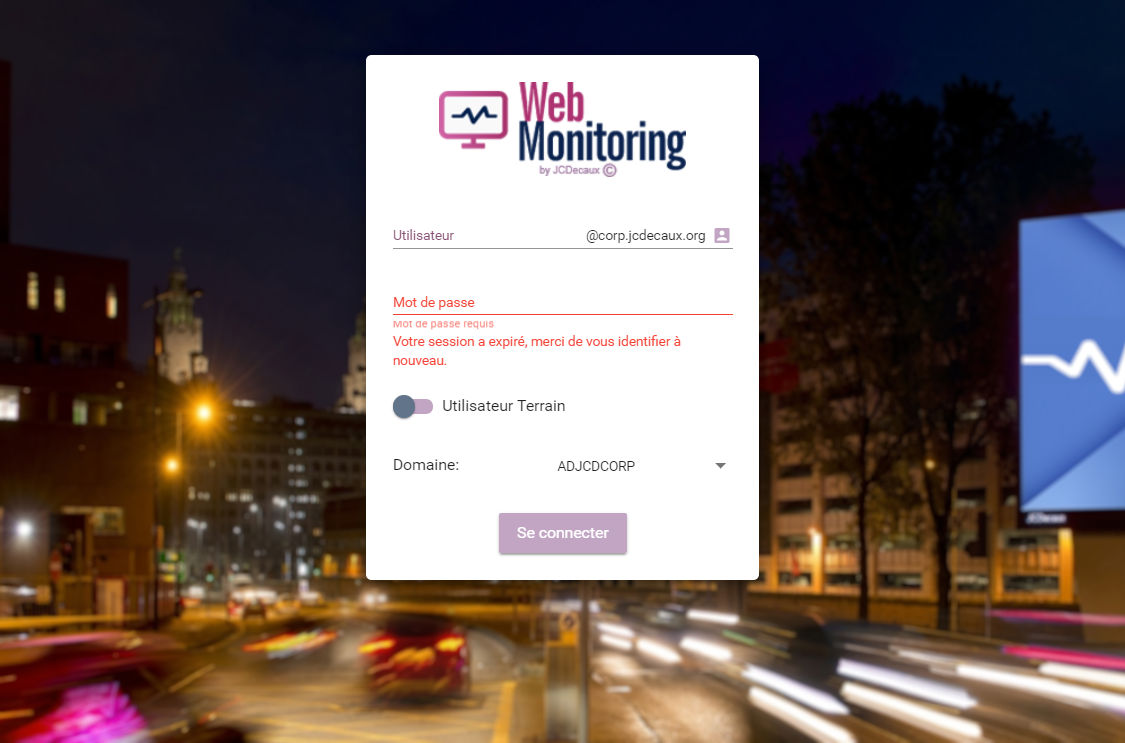 Web
Monitoring
by JCDecaux ©
Utilisateur @corp.jcdecaux.org
Mot de passe
Mot de passe requis
Votre session a expiré, merci de vous identifier à
nouveau.
Utilisateur Terrain
Domaine: ADJCDCORP
Se connecter
JCDecaux